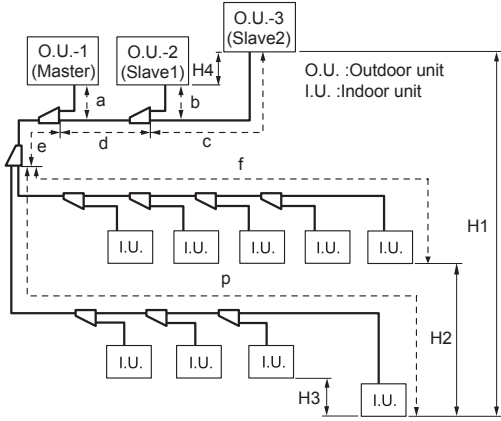 O.U.-1
(Master)
O.U.-2
(Slave1)
O.U.-3
(Slave2)
H4
O.U. :Outdoor unit
I.U. :Indoor unit
a
b
e
d
c
f
H1
I.U.
I.U.
I.U.
I.U.
I.U.
p
H2
I.U.
I.U.
I.U.
H3
I.U.